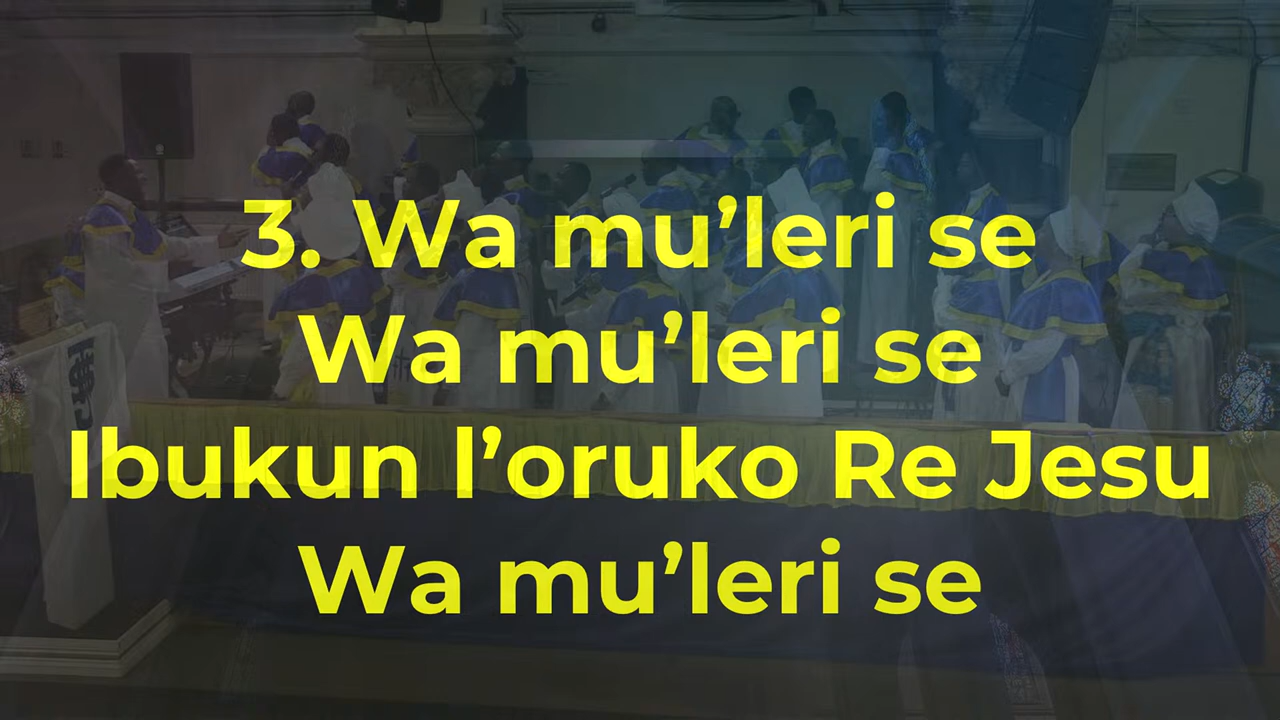 3. Wa mu’leri se
Wa mu’leri se
Ibukun l’oruko Re Jesu
Wa mu’leri se